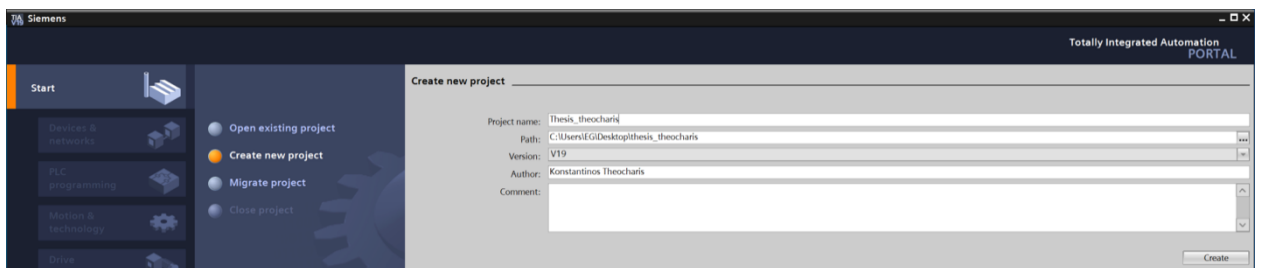 Siemens
Totally Integrated Automation
PORTAL
Start
Devices &
networks
PLC
programming
Motion &
technology
Drive
Open existing project
Create new project
Migrate project
Close project
Create new project
Project name: Thesis_theocharis
Path: C:\Users\EG\Desktop\thesis_theocharis
...
Version: V19
Author: Konstantinos Theocharis
Comment:
Create